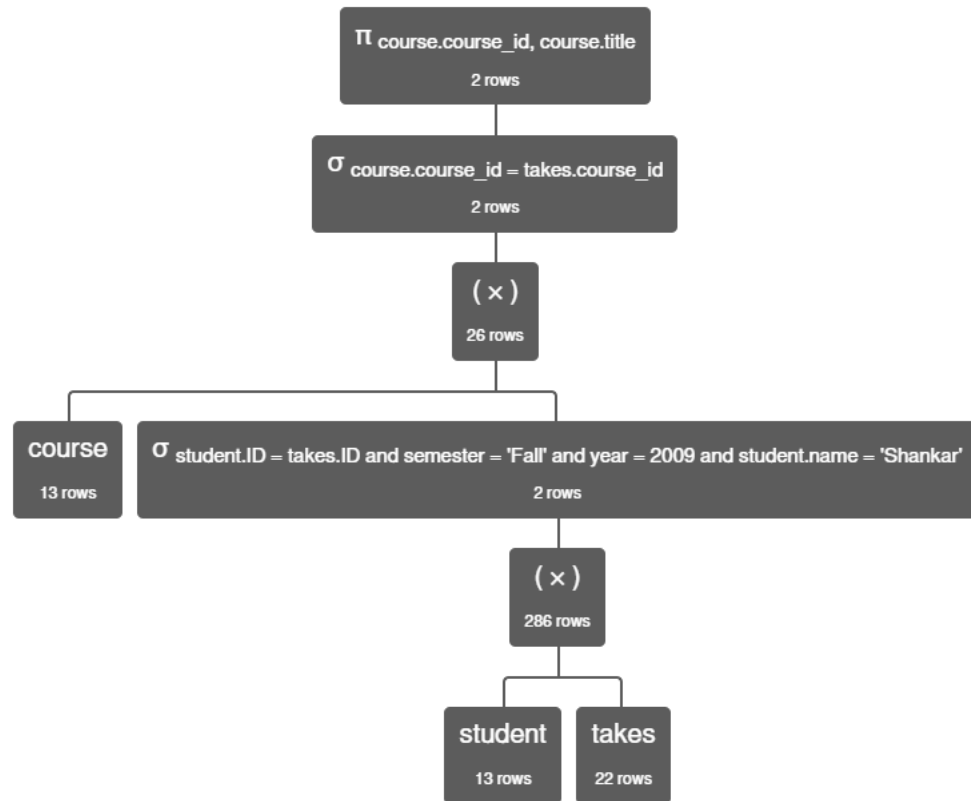 π course.course_id, course.title
2 rows
σ course.course_id = takes.course_id
2 rows
( × )
26 rows
course
13 rows
σ student.ID = takes.ID and semester = 'Fall' and year = 2009 and student.name = 'Shankar'
2 rows
( × )
286 rows
student
13 rows
takes
22 rows